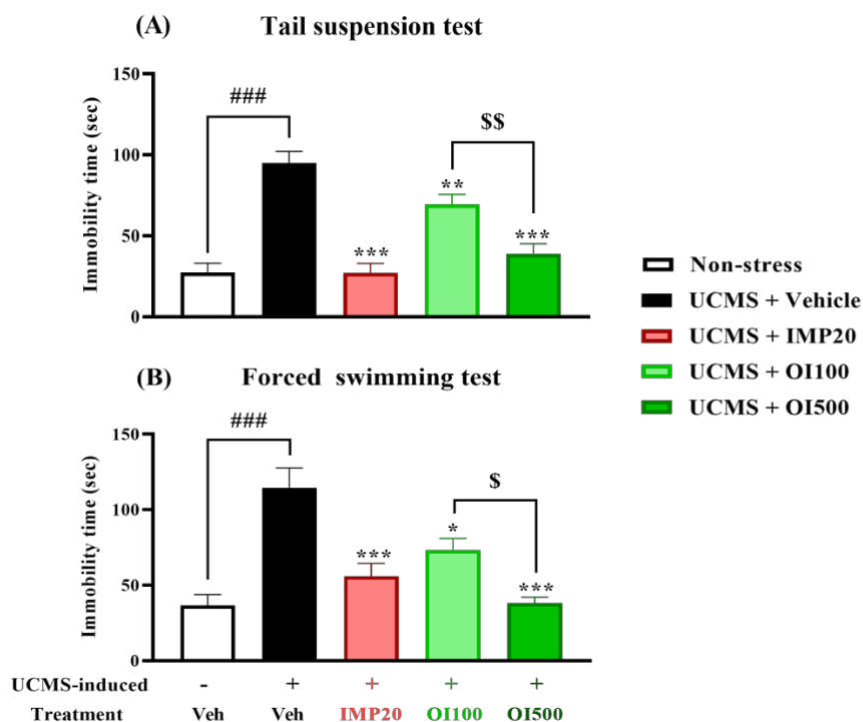 (A) Tail suspension test
Immobility time (sec)
150
100
50
0
###
***
**
$$
***
Non-stress
UCMS + Vehicle
UCMS + IMP20
UCMS + OI100
UCMS + OI500
(B) Forced swimming test
Immobility time (sec)
150
100
50
0
###
***
*
$
***
UCMS-induced - + + + +
Treatment Veh Veh IMP20 OI100 OI500